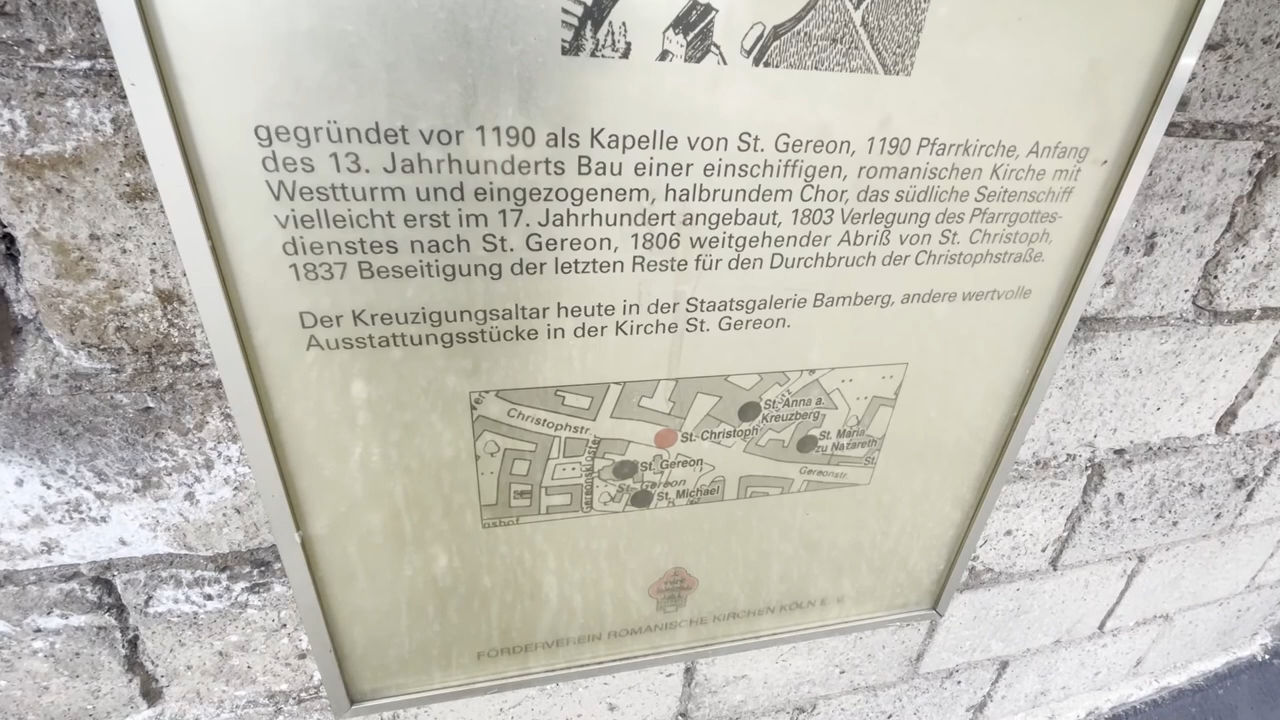 gegründet vor 1190 als Kapelle von St. Gereon, 1190 Pfarrkirche, Anfang
des 13. Jahrhunderts Bau einer einschiffigen, romanischen Kirche mit
Westturm und eingezogenem, halbrundem Chor, das südliche Seitenschiff
vielleicht erst im 17. Jahrhundert angebaut, 1803 Verlegung des Pfarrgottes-
dienstes nach St. Gereon, 1806 weitgehender Abriß von St. Christoph,
1837 Beseitigung der letzten Reste für den Durchbruch der Christophstraße.
Der Kreuzigungsaltar heute in der Staatsgalerie Bamberg, andere wertvolle
Ausstattungsstücke in der Kirche St. Gereon.
Christophstr.
St. Anna a.
Kreuzberg
St. Christoph
St. Maria
zu Nazareth
St.
Gereonstr.
Gereonskloster
St. Gereon
St. Gereon
St. Michael
FÖRDERVEREIN ROMANISCHE KIRCHEN KÖLN E. V.